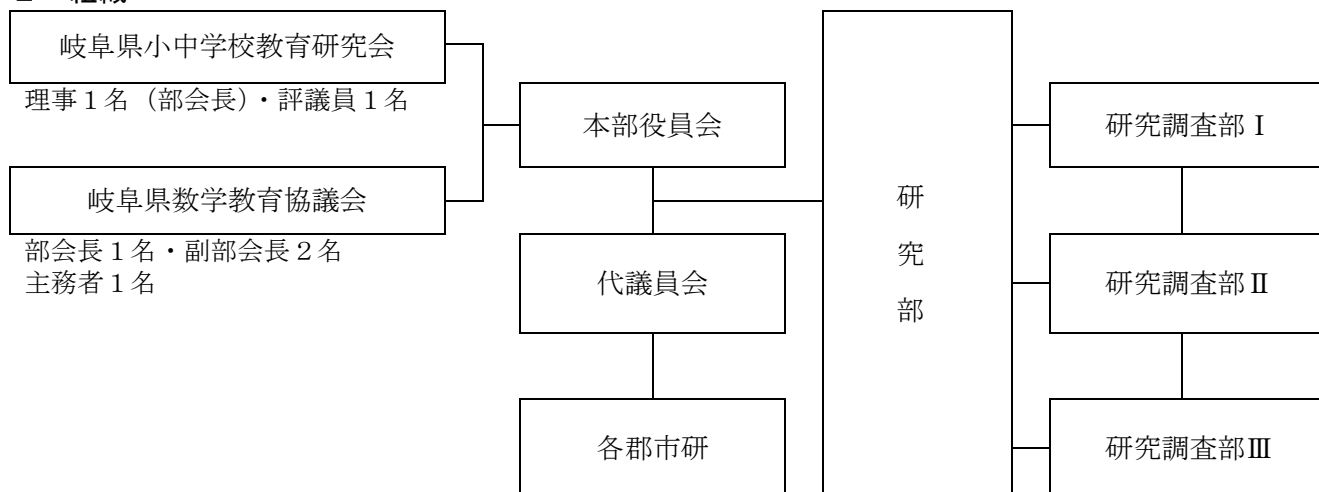 岐阜県小中学校教育研究会
理事１名（部会長）・評議員１名
岐阜県数学教育協議会
部会長１名・副部会長２名
主務者１名
本部役員会
代議員会
各郡市研
研究部
研究調査部Ⅰ
研究調査部Ⅱ
研究調査部Ⅲ